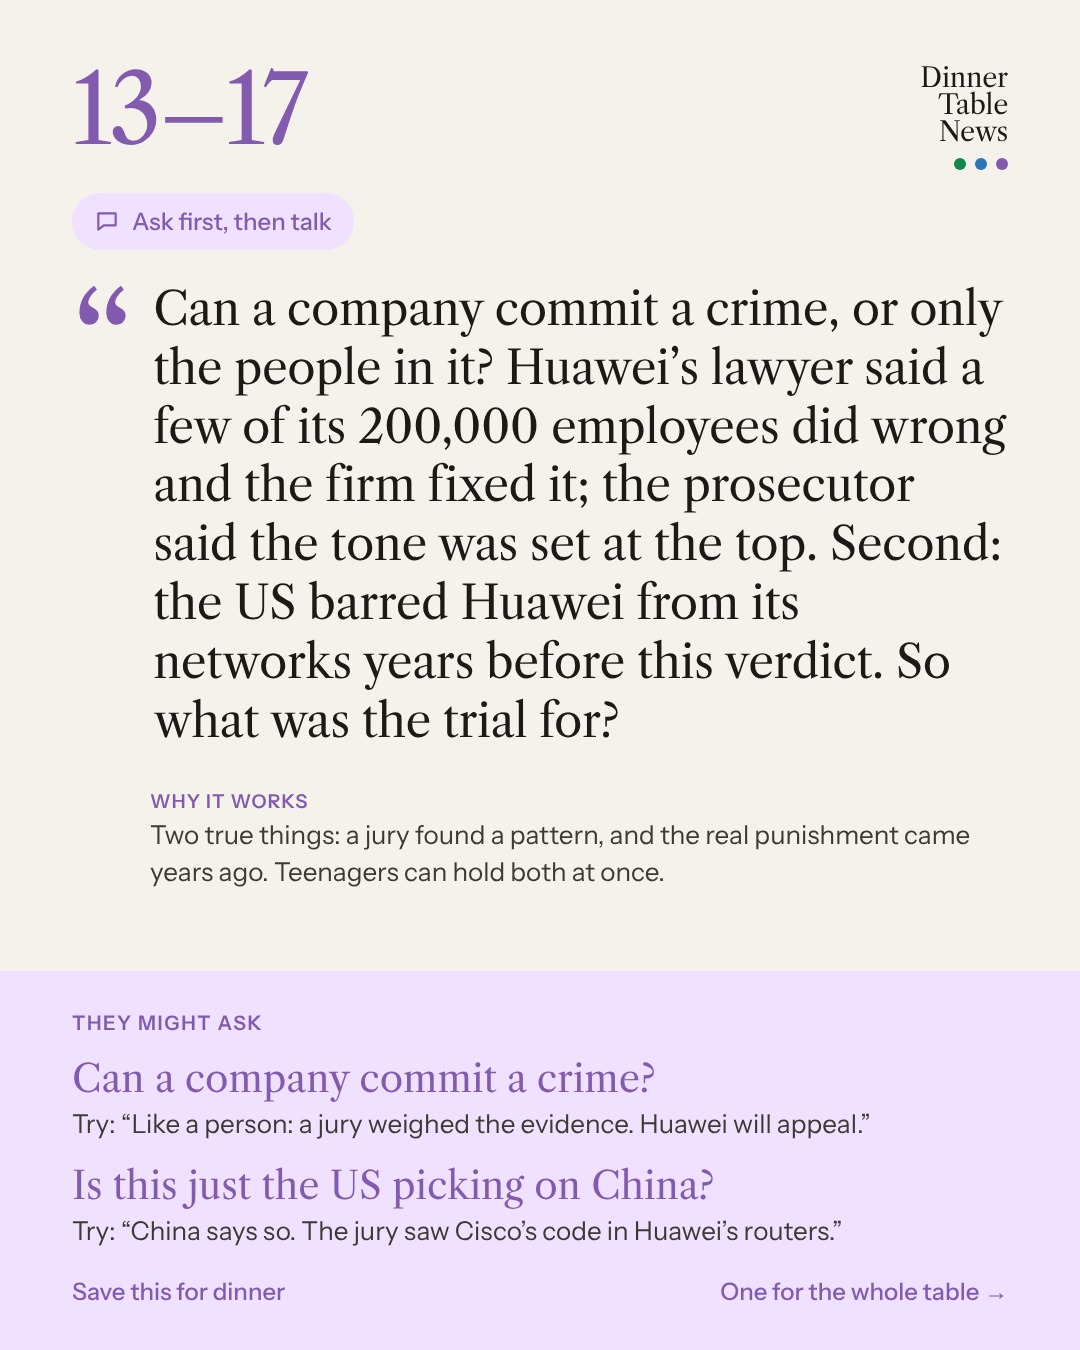 13–17
Dinner
Table
News
Ask first, then talk
“Can a company commit a crime, or only
the people in it? Huawei’s lawyer said a
few of its 200,000 employees did wrong
and the firm fixed it; the prosecutor
said the tone was set at the top. Second:
the US barred Huawei from its
networks years before this verdict. So
what was the trial for?
WHY IT WORKS
Two true things: a jury found a pattern, and the real punishment came
years ago. Teenagers can hold both at once.
THEY MIGHT ASK
Can a company commit a crime?
Try: “Like a person: a jury weighed the evidence. Huawei will appeal.”
Is this just the US picking on China?
Try: “China says so. The jury saw Cisco’s code in Huawei’s routers.”
Save this for dinner
One for the whole table →